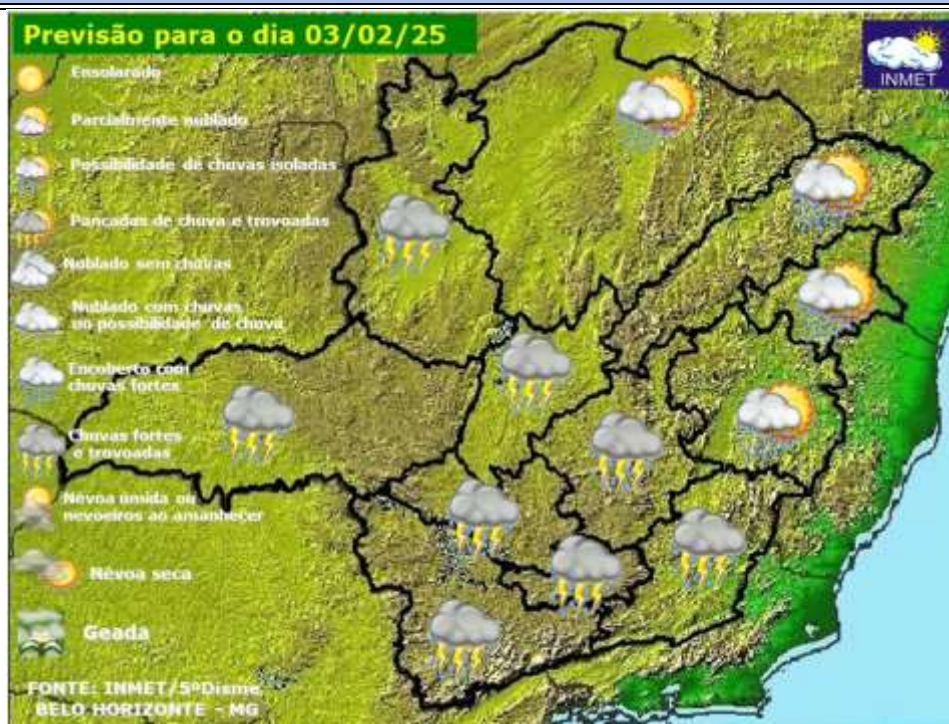 Previsão para o dia 03/02/25
INMET
Ensolarado
Parcialmente nublado
Possibilidade de chuvas isoladas
Pancadas de chuva e trovoadas
Nublado sem chuvas
Nublado com chuvas
ou possibilidade de chuva
Encoberto com
chuvas fortes
Chuvas fortes
e trovoadas
Névoa úmida ou
nevoeiros ao amanhecer
Névoa seca
Geada
FONTE: INMET/5ºDisme
BELO HORIZONTE - MG